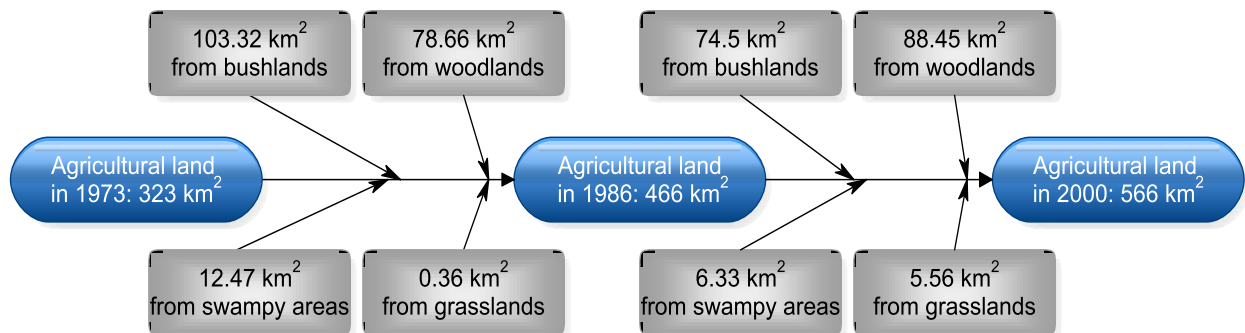 103.32 km²
from bushlands
78.66 km²
from woodlands
74.5 km²
from bushlands
88.45 km²
from woodlands
Agricultural land
in 1973: 323 km²
Agricultural land
in 1986: 466 km²
Agricultural land
in 2000: 566 km²
12.47 km²
from swampy areas
0.36 km²
from grasslands
6.33 km²
from swampy areas
5.56 km²
from grasslands